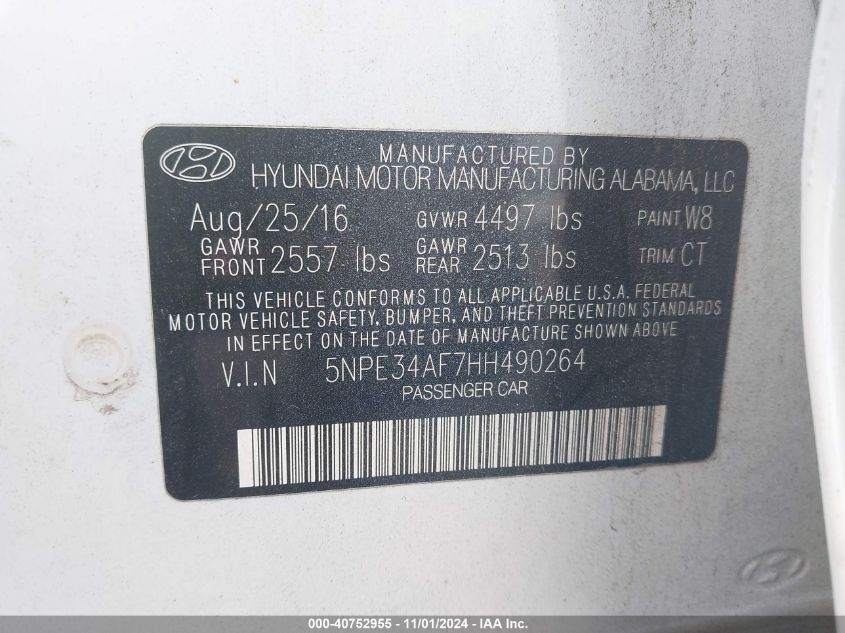 MANUFACTURED BY
HYUNDAI MOTOR MANUFACTURING ALABAMA, LLC
Aug/25/16 GVWR 4497 lbs PAINT W8
GAWR FRONT 2557 lbs GAWR REAR 2513 lbs TRIM CT
THIS VEHICLE CONFORMS TO ALL APPLICABLE U.S.A. FEDERAL
MOTOR VEHICLE SAFETY, BUMPER, AND THEFT PREVENTION STANDARDS
IN EFFECT ON THE DATE OF MANUFACTURE SHOWN ABOVE
V.I.N 5NPE34AF7HH490264
PASSENGER CAR
000-40752955 - 11/01/2024 - IAA Inc.